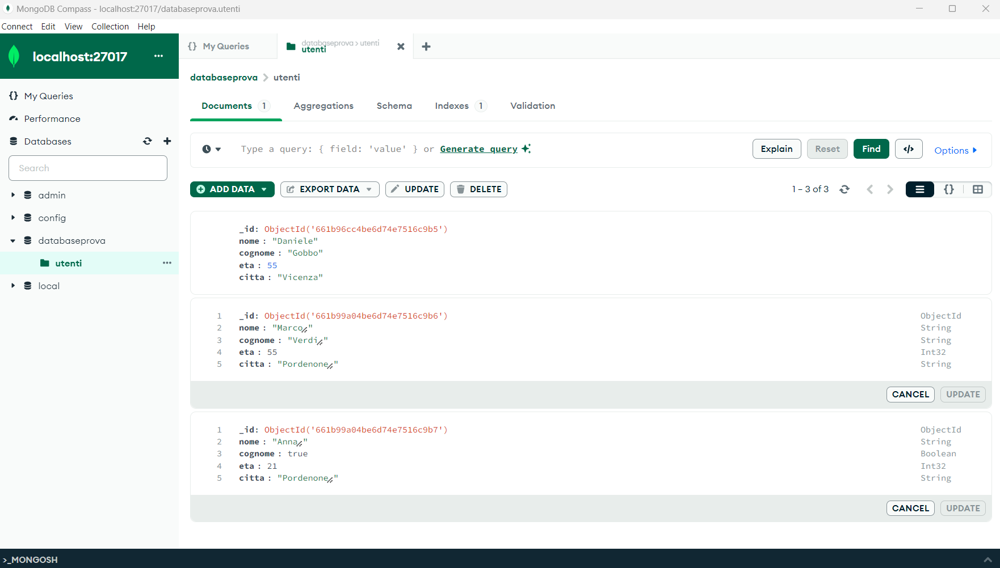 MongoDB Compass - localhost:27017/databaseprova.utenti
Connect Edit View Collection Help
localhost:27017 ...
{} My Queries
Performance
Databases
Search
admin
config
databaseprova
utenti ...
local
{} My Queries
databaseprova > utenti
utenti
databaseprova > utenti
Documents 1 Aggregations Schema Indexes 1 Validation
Type a query: { field: 'value' } or Generate query
Explain Reset Find </> Options
ADD DATA EXPORT DATA UPDATE DELETE 1 – 3 of 3 {}
_id: ObjectId('661b96cc4be6d74e7516c9b5')
nome : "Daniele"
cognome : "Gobbo"
eta : 55
citta : "Vicenza"
1 _id: ObjectId('661b99a04be6d74e7516c9b6') ObjectId
2 nome : "Marco" String
3 cognome : "Verdi" String
4 eta : 55 Int32
5 citta : "Pordenone" String
CANCEL UPDATE
1 _id: ObjectId('661b99a04be6d74e7516c9b7') ObjectId
2 nome : "Anna" String
3 cognome : true Boolean
4 eta : 21 Int32
5 citta : "Pordenone" String
CANCEL UPDATE
>_MONGOSH